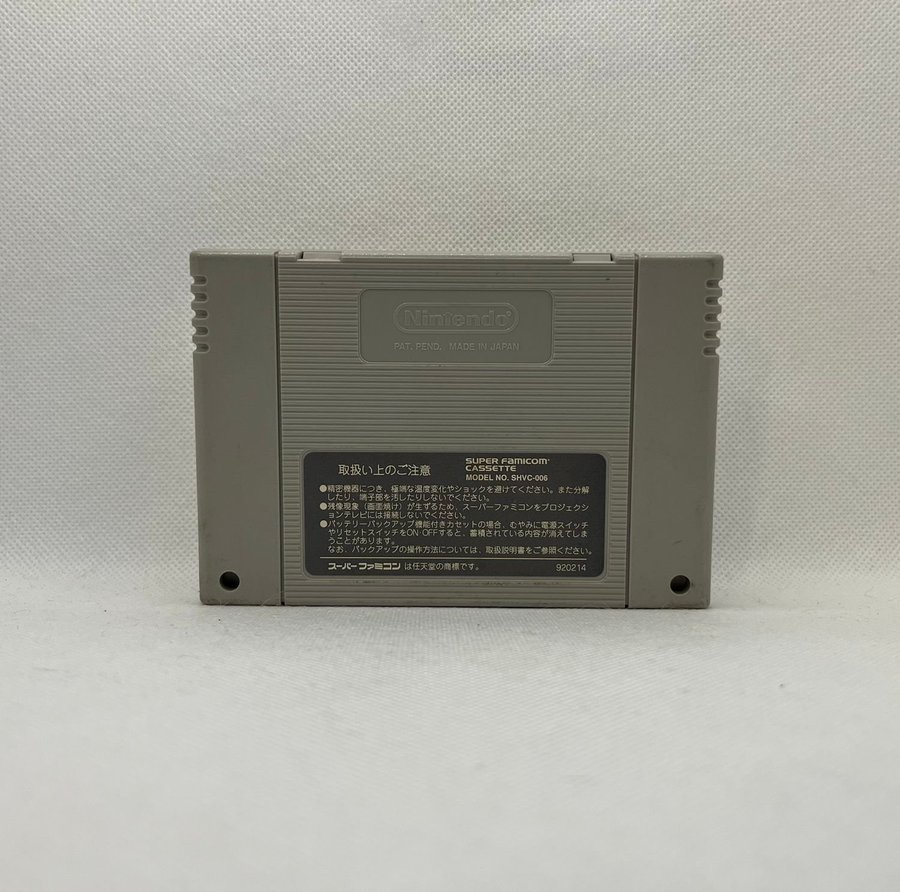 Nintendo®
PAT. PEND. MADE IN JAPAN
取扱い上のご注意
SUPER FAMICOM®
CASSETTE
MODEL NO. SHVC-006
●精密機器につき、極端な温度変化やショックを避けてください。また分解
したり、端子部を汚したりしないでください。
●残像現象（画面焼け）が生ずるため、スーパーファミコンをプロジェクシ
ョンテレビには接続しないでください。
●バッテリーバックアップ機能付きカセットの場合、むやみに電源スイッチ
やリセットスイッチをON·OFFすると、蓄積されている内容が消えてしま
うことがあります。
なお、バックアップの操作方法については、取扱説明書をご参照ください。
スーパーファミコンは任天堂の商標です。
920214